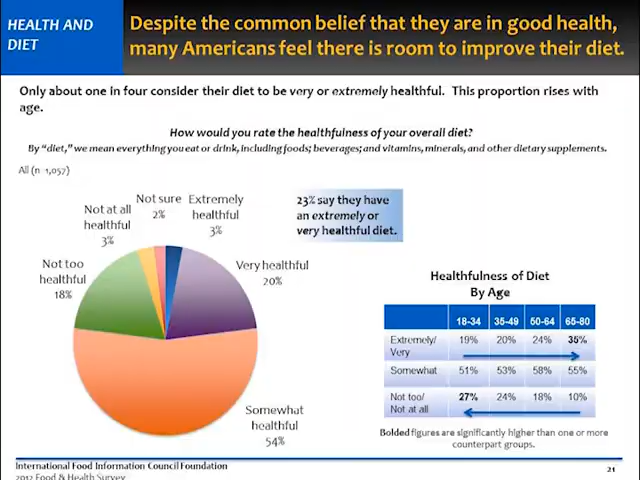 HEALTH AND
DIET
Despite the common belief that they are in good health,
many Americans feel there is room to improve their diet.
Only about one in four consider their diet to be very or extremely healthful. This proportion rises with
age.
How would you rate the healthfulness of your overall diet?
By "diet," we mean everything you eat or drink, including foods; beverages; and vitamins, minerals, and other dietary supplements.
All (n 1,057)
Not sure
2%
Extremely
healthful
3%
Not at all
healthful
3%
23% say they have
an extremely or
very healthful diet.
Not too
healthful
18%
Very healthful
20%
Somewhat
healthful
54%
Healthfulness of Diet
By Age
18-34 35-49 50-64 65-80
Extremely/
Very 19% 20% 24% 35%
Somewhat 51% 53% 58% 55%
Not too/
Not at all 27% 24% 18% 10%
Bolded figures are significantly higher than one or more
counterpart groups.
International Food Information Council Foundation
2012 Food & Health Survey
21